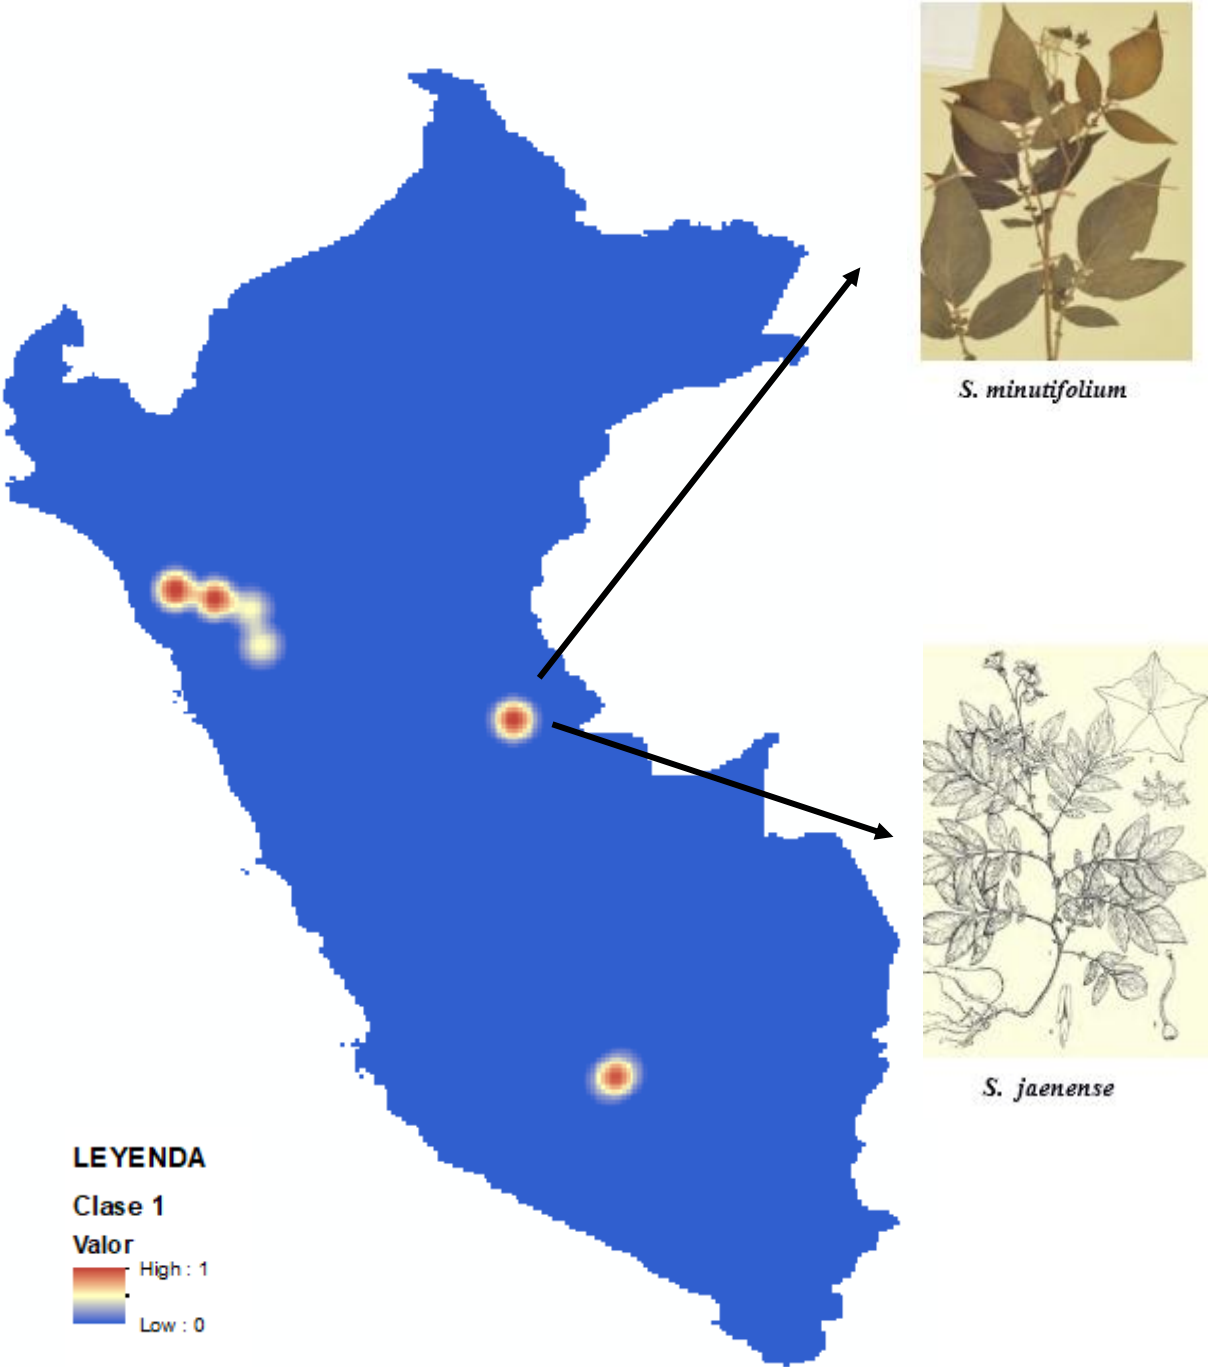 S. minutifolium
S. jaenense
LEYENDA
Clase 1
Valor
High : 1
Low : 0